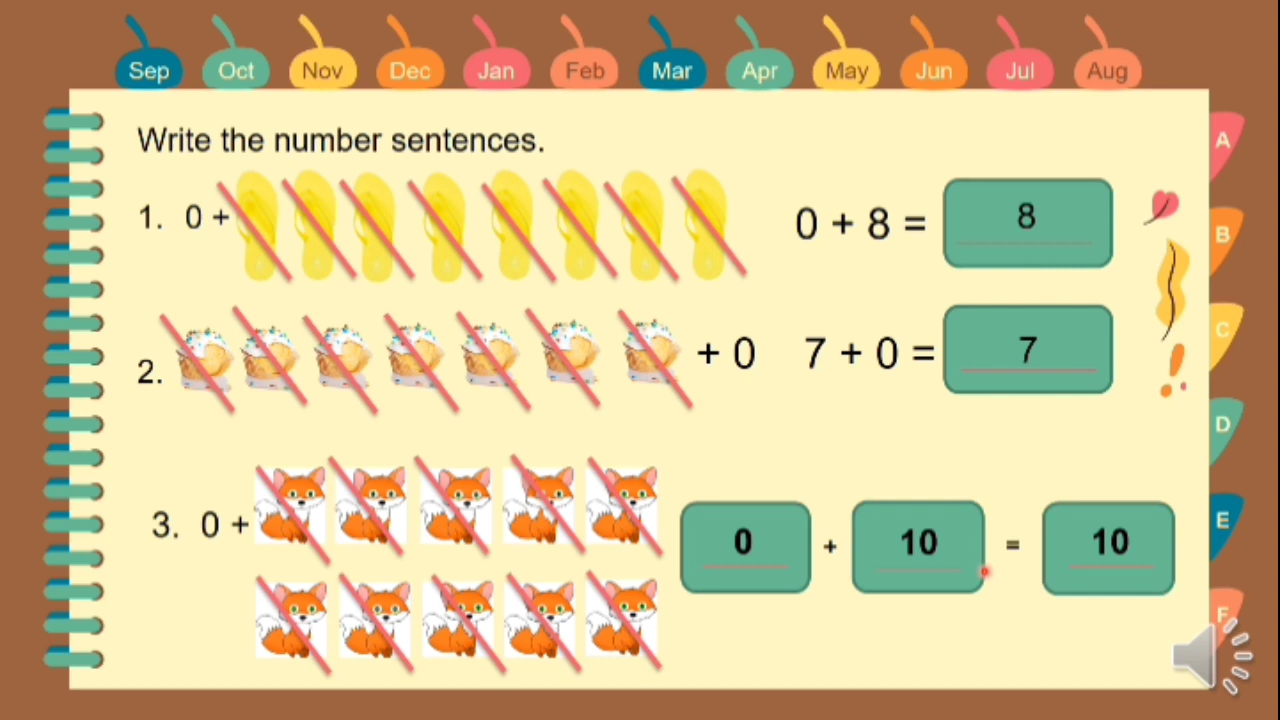 Sep Oct Nov Dec Jan Feb Mar Apr May Jun Jul Aug
Write the number sentences.
1. 0 +
0 + 8 = 8
2.
+ 0 7 + 0 = 7
3. 0 +
0 + 10 = 10
A
B
C
D
E
F